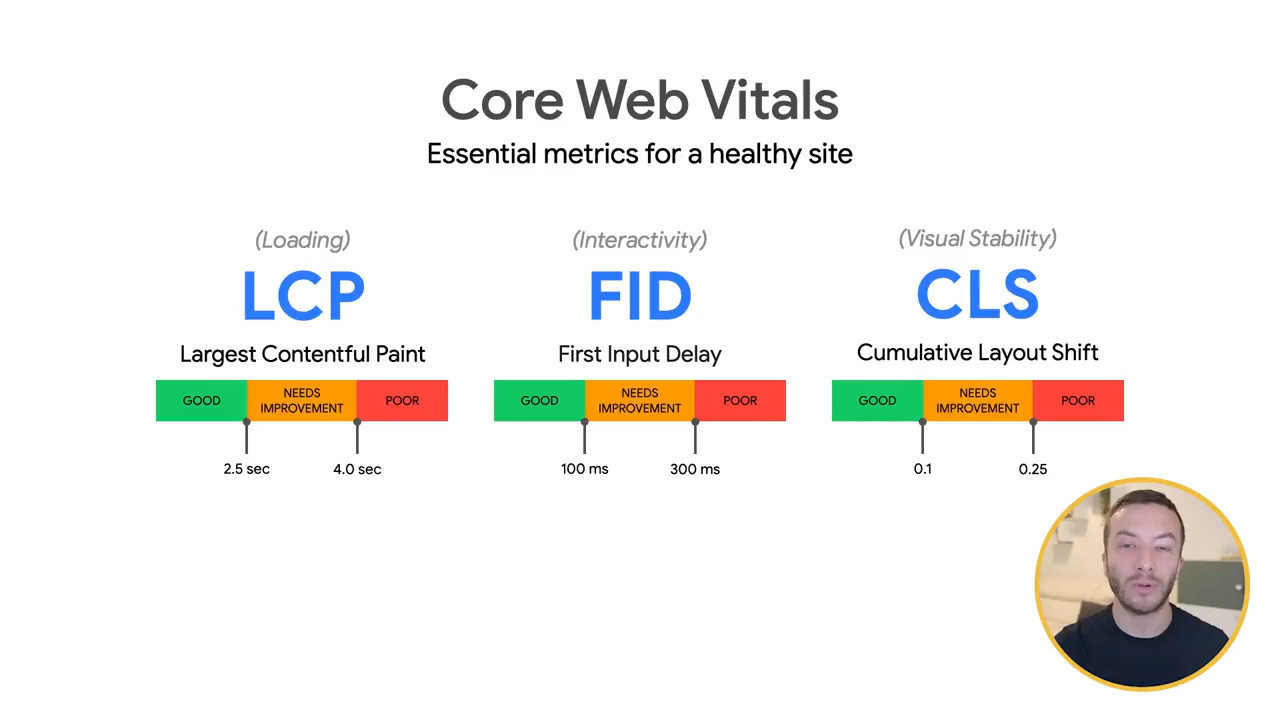 Core Web Vitals
Essential metrics for a healthy site
(Loading)
LCP
Largest Contentful Paint
GOOD
NEEDS
IMPROVEMENT
POOR
2.5 sec
4.0 sec
(Interactivity)
FID
First Input Delay
GOOD
NEEDS
IMPROVEMENT
POOR
100 ms
300 ms
(Visual Stability)
CLS
Cumulative Layout Shift
GOOD
NEEDS
IMPROVEMENT
POOR
0.1
0.25